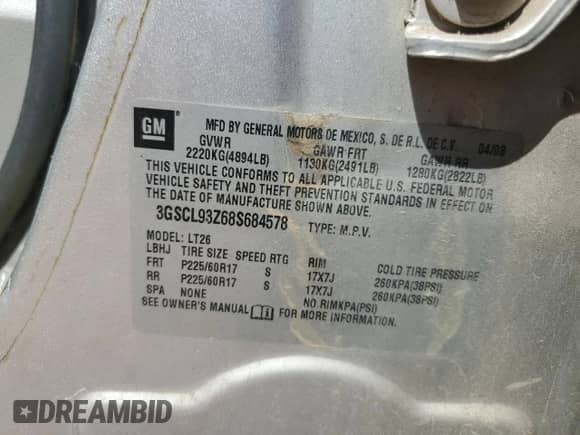 GM
MFD BY GENERAL MOTORS DE MEXICO, S. DE R.L. DE C.V. 04/08
GVWR GAWR FRT GAWR RR
2220KG(4894LB) 1130KG(2491LB) 1280KG(2822LB)
THIS VEHICLE CONFORMS TO ALL APPLICABLE U.S. FEDERAL MOTOR
VEHICLE SAFETY AND THEFT PREVENTION STANDARDS IN EFFECT ON
THE DATE OF MANUFACTURE SHOWN ABOVE.
3GSCL93Z68S684578 TYPE: M.P.V.
MODEL: LT26
LBHJ TIRE SIZE SPEED RTG RIM COLD TIRE PRESSURE
FRT P225/60R17 S 17X7J 260KPA(38PSI)
RR P225/60R17 S 17X7J 260KPA(38PSI)
SPA NONE NO RIMKPA(PSI)
SEE OWNER'S MANUAL FOR MORE INFORMATION.
DREAMBID